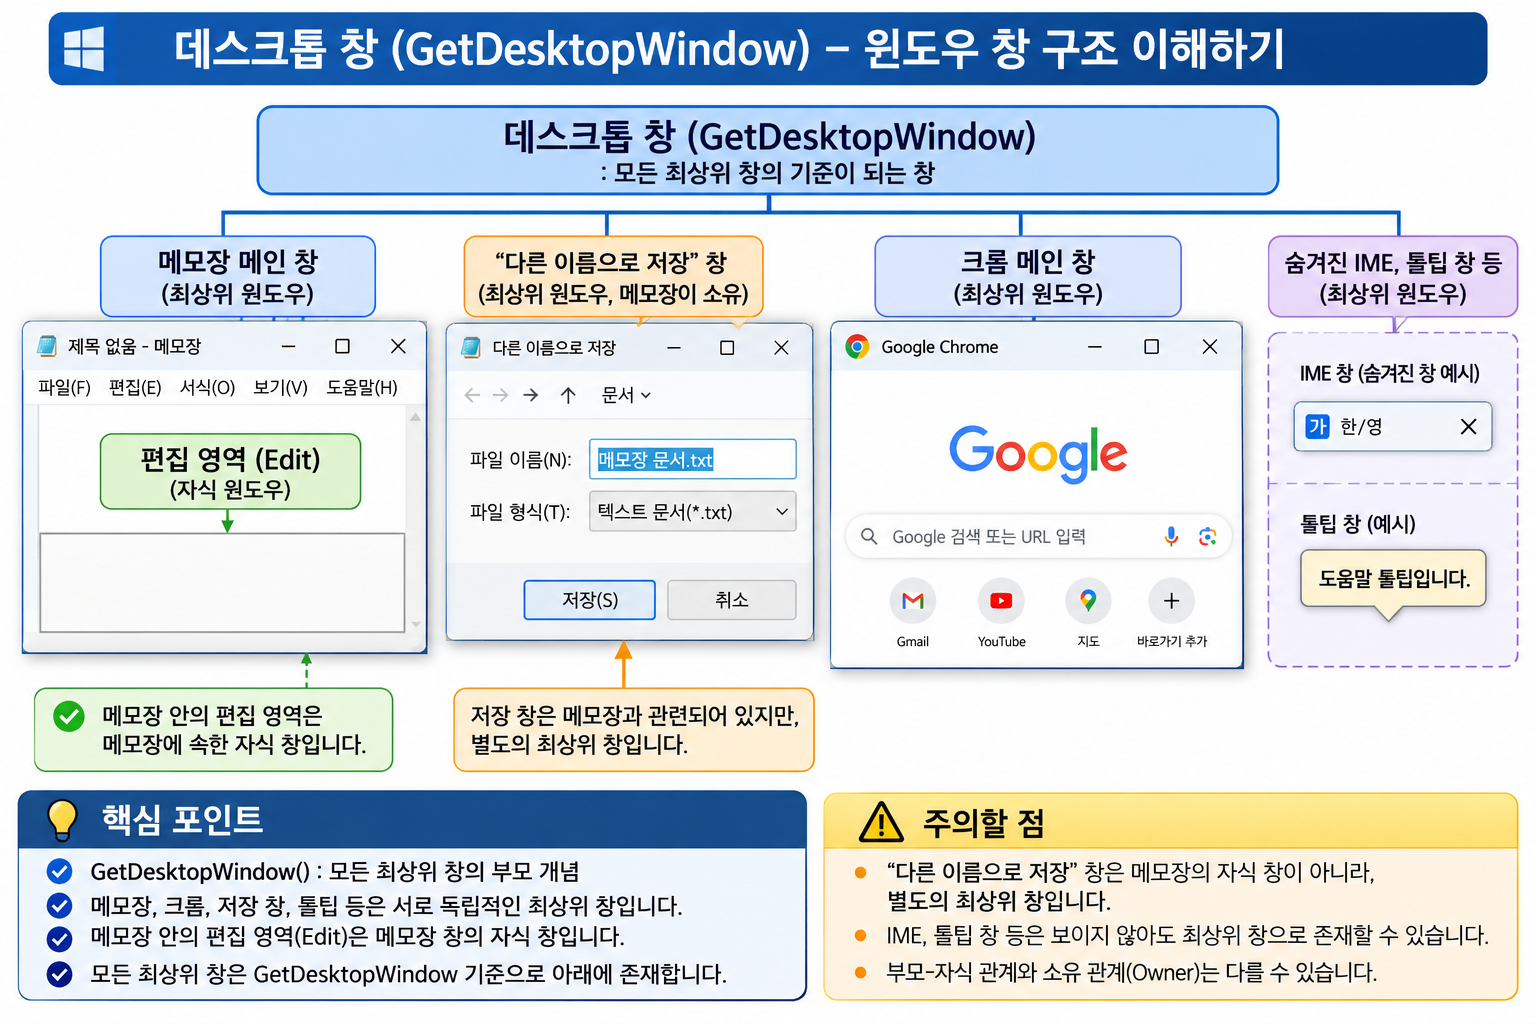 데스크톱 창 (GetDesktopWindow) – 윈도우 창 구조 이해하기
데스크톱 창 (GetDesktopWindow)
: 모든 최상위 창의 기준이 되는 창
메모장 메인 창
(최상위 원도우)
“다른 이름으로 저장” 창
(최상위 원도우, 메모장이 소유)
크롬 메인 창
(최상위 원도우)
숨겨진 IME, 툴팁 창 등
(최상위 원도우)
제목 없음 - 메모장
파일(F) 편집(E) 서식(O) 보기(V) 도움말(H)
편집 영역 (Edit)
(자식 원도우)
다른 이름으로 저장
문서
파일 이름(N): 메모장 문서.txt
파일 형식(T): 텍스트 문서(*.txt)
저장(S) 취소
Google Chrome
Google
Google 검색 또는 URL 입력
Gmail YouTube 지도 바로가기 추가
IME 창 (숨겨진 창 예시)
가 한/영
툴팁 창 (예시)
도움말 툴팁입니다.
메모장 안의 편집 영역은
메모장에 속한 자식 창입니다.
저장 창은 메모장과 관련되어 있지만,
별도의 최상위 창입니다.
핵심 포인트
GetDesktopWindow() : 모든 최상위 창의 부모 개념
메모장, 크롬, 저장 창, 툴팁 등은 서로 독립적인 최상위 창입니다.
메모장 안의 편집 영역(Edit)은 메모장 창의 자식 창입니다.
모든 최상위 창은 GetDesktopWindow 기준으로 아래에 존재합니다.
주의할 점
“다른 이름으로 저장” 창은 메모장의 자식 창이 아니라,
별도의 최상위 창입니다.
IME, 툴팁 창 등은 보이지 않아도 최상위 창으로 존재할 수 있습니다.
부모-자식 관계와 소유 관계(Owner)는 다를 수 있습니다.